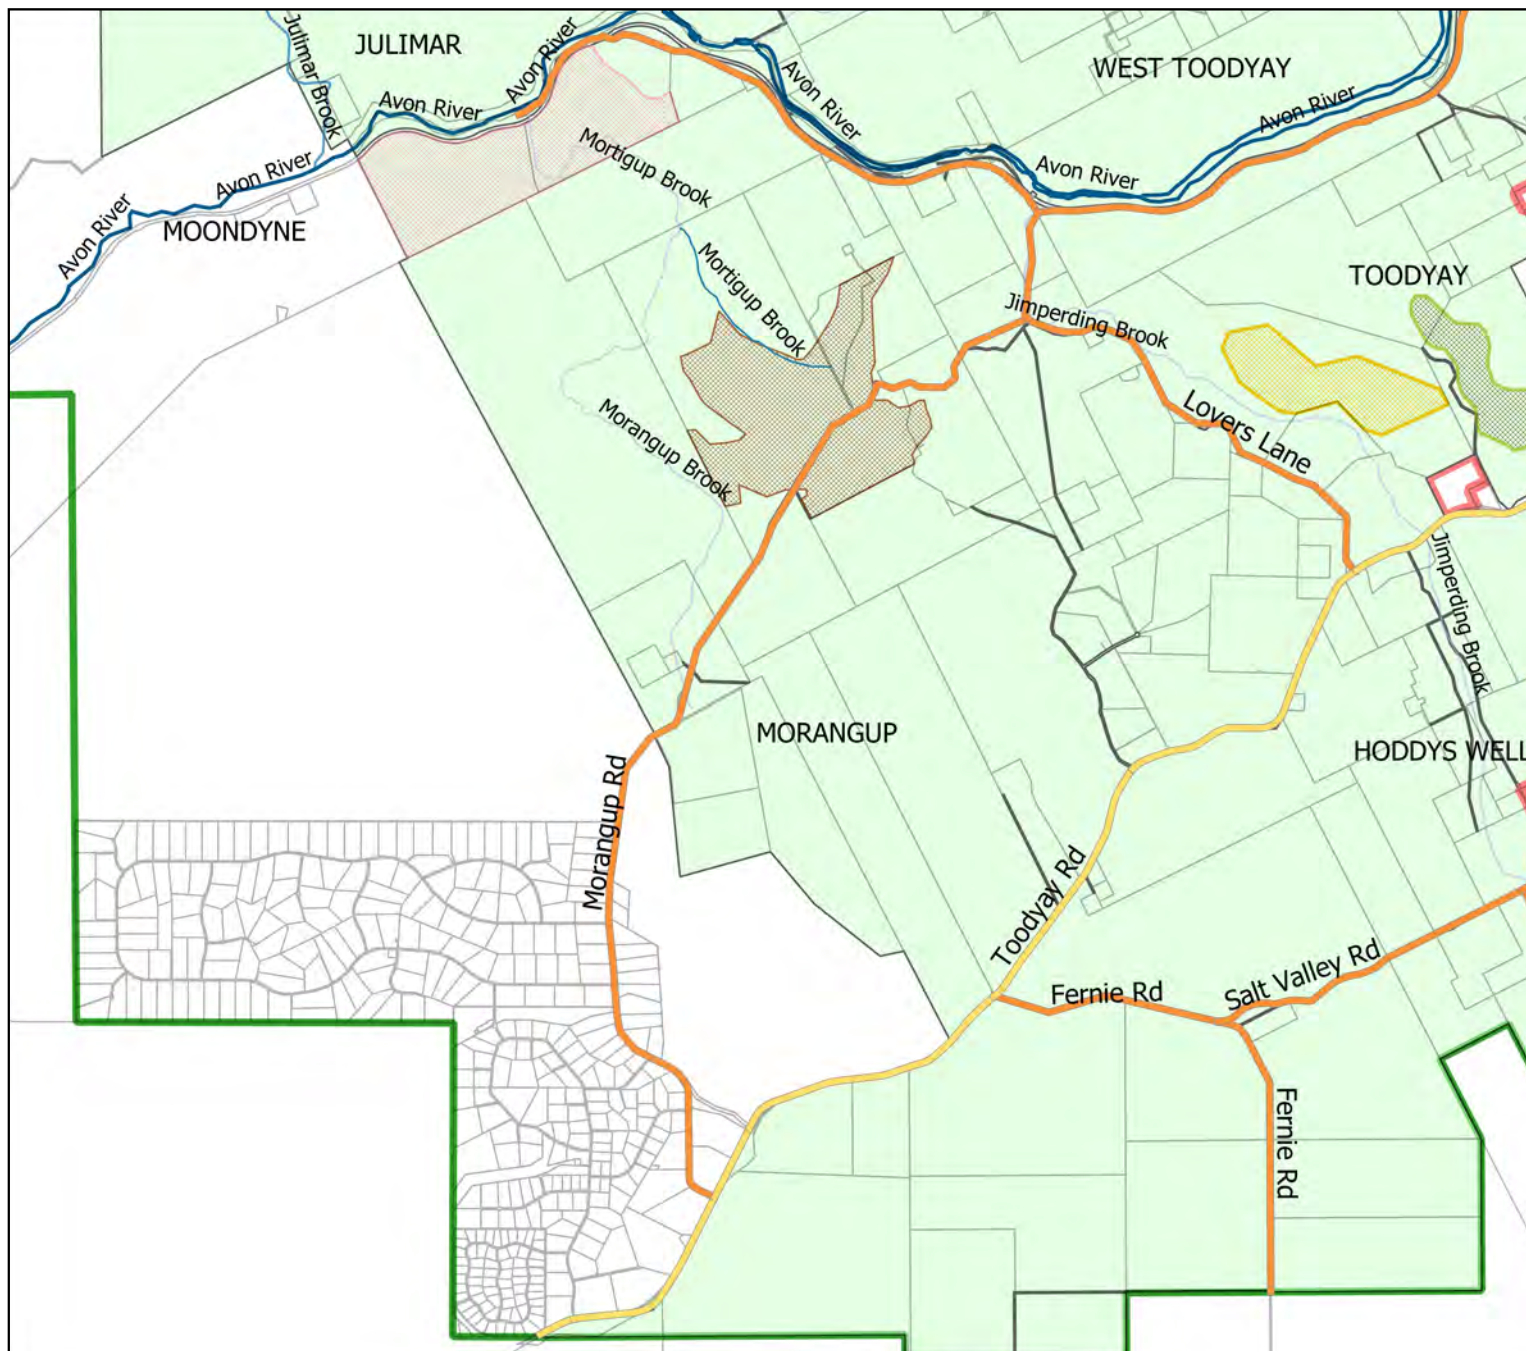 JULIMAR
Julimar Brook
Avon River
Avon River
Avon River
Avon River
Avon River
WEST TOODYAY
Avon River
Avon River
MOONDYNE
Mortigup Brook
Mortigup Brook
Morangup Brook
Jimperding Brook
TOODYAY
Lovers Lane
Jimperding Brook
MORANGUP
HODDYS WELL
Morangup Rd
Toodyay Rd
Fernie Rd
Salt Valley Rd
Fernie Rd